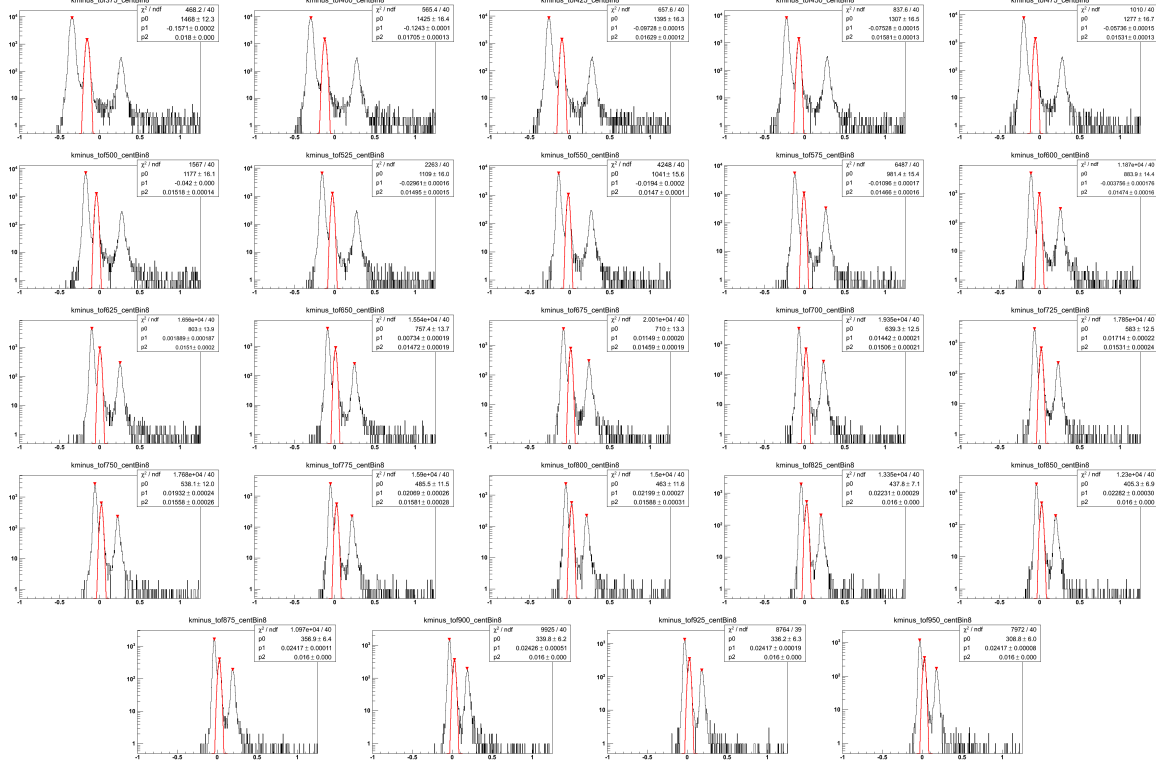 χ² / ndf 468.2 / 40
p0 1468 ± 12.3
p1 -0.1571 ± 0.0002
p2 0.018 ± 0.000
χ² / ndf 565.4 / 40
p0 1425 ± 16.4
p1 -0.1243 ± 0.0001
p2 0.01705 ± 0.00013
χ² / ndf 657.6 / 40
p0 1395 ± 16.3
p1 -0.09728 ± 0.00015
p2 0.01629 ± 0.00012
χ² / ndf 837.6 / 40
p0 1307 ± 16.5
p1 -0.07528 ± 0.00015
p2 0.01581 ± 0.00013
χ² / ndf 1010 / 40
p0 1277 ± 16.7
p1 -0.05736 ± 0.00015
p2 0.01531 ± 0.00013
kminus_tof500_centBin8
χ² / ndf 1567 / 40
p0 1177 ± 16.1
p1 -0.042 ± 0.000
p2 0.01518 ± 0.00014
kminus_tof525_centBin8
χ² / ndf 2263 / 40
p0 1109 ± 16.0
p1 -0.02961 ± 0.00016
p2 0.01495 ± 0.00015
kminus_tof550_centBin8
χ² / ndf 4248 / 40
p0 1041 ± 15.6
p1 -0.0194 ± 0.0002
p2 0.0147 ± 0.0001
kminus_tof575_centBin8
χ² / ndf 6487 / 40
p0 981.4 ± 15.4
p1 -0.01096 ± 0.00017
p2 0.01466 ± 0.00016
kminus_tof600_centBin8
χ² / ndf 1.187e+04 / 40
p0 883.9 ± 14.4
p1 -0.003756 ± 0.000176
p2 0.01474 ± 0.00016
kminus_tof625_centBin8
χ² / ndf 1.656e+04 / 40
p0 803 ± 13.9
p1 0.001889 ± 0.000187
p2 0.0151 ± 0.0002
kminus_tof650_centBin8
χ² / ndf 1.554e+04 / 40
p0 757.4 ± 13.7
p1 0.00734 ± 0.00019
p2 0.01472 ± 0.00019
kminus_tof675_centBin8
χ² / ndf 2.001e+04 / 40
p0 710 ± 13.3
p1 0.01149 ± 0.00020
p2 0.01459 ± 0.00019
kminus_tof700_centBin8
χ² / ndf 1.935e+04 / 40
p0 639.3 ± 12.5
p1 0.01442 ± 0.00021
p2 0.01506 ± 0.00021
kminus_tof725_centBin8
χ² / ndf 1.785e+04 / 40
p0 583 ± 12.5
p1 0.01714 ± 0.00022
p2 0.01531 ± 0.00024
kminus_tof750_centBin8
χ² / ndf 1.768e+04 / 40
p0 538.1 ± 12.0
p1 0.01932 ± 0.00024
p2 0.01558 ± 0.00026
kminus_tof775_centBin8
χ² / ndf 1.59e+04 / 40
p0 485.5 ± 11.5
p1 0.02069 ± 0.00026
p2 0.01581 ± 0.00028
kminus_tof800_centBin8
χ² / ndf 1.5e+04 / 40
p0 463 ± 11.6
p1 0.02199 ± 0.00027
p2 0.01588 ± 0.00031
kminus_tof825_centBin8
χ² / ndf 1.335e+04 / 40
p0 437.8 ± 7.1
p1 0.02231 ± 0.00029
p2 0.016 ± 0.000
kminus_tof850_centBin8
χ² / ndf 1.23e+04 / 40
p0 405.3 ± 6.9
p1 0.02282 ± 0.00030
p2 0.016 ± 0.000
kminus_tof875_centBin8
χ² / ndf 1.097e+04 / 40
p0 356.9 ± 6.4
p1 0.02417 ± 0.00011
p2 0.016 ± 0.000
kminus_tof900_centBin8
χ² / ndf 9925 / 40
p0 339.8 ± 6.2
p1 0.02426 ± 0.00051
p2 0.016 ± 0.000
kminus_tof925_centBin8
χ² / ndf 8764 / 39
p0 336.2 ± 6.3
p1 0.02417 ± 0.00019
p2 0.016 ± 0.000
kminus_tof950_centBin8
χ² / ndf 7972 / 40
p0 308.8 ± 6.0
p1 0.02417 ± 0.00008
p2 0.016 ± 0.000